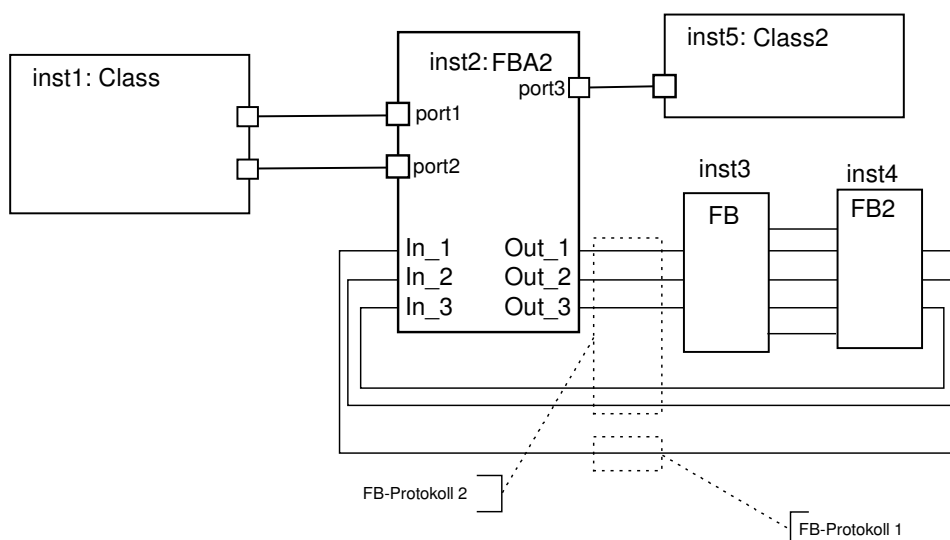 inst5: Class2
inst1: Class
inst2: FBA2
port3
port1
port2
inst3
inst4
FB
FB2
In_1
Out_1
In_2
Out_2
In_3
Out_3
FB-Protokoll 2
FB-Protokoll 1